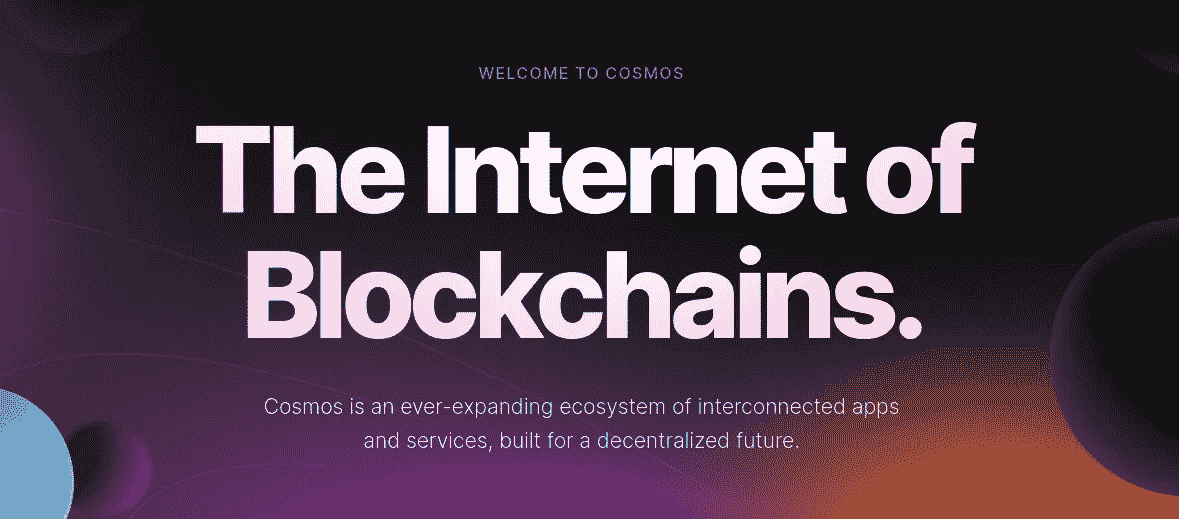 WELCOME TO COSMOS
The Internet of
Blockchains.
Cosmos is an ever-expanding ecosystem of interconnected apps
and services, built for a decentralized future.